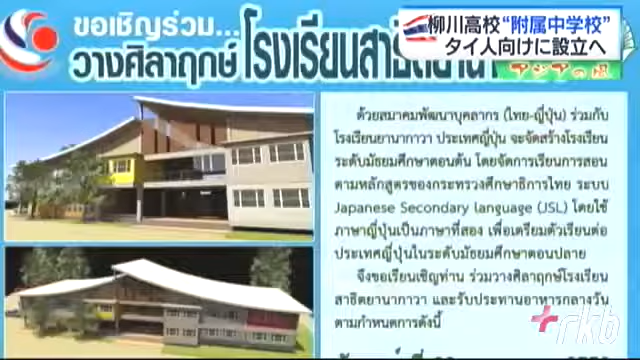 柳川高校“附属中学校”
タイ人向けに設立へ
アジアの風
ขอเชิญร่วม...
วางศิลาฤกษ์ โรงเรียนสาธิตยานา
ด้วยสมาคมพัฒนาบุคลากร (ไทย-ญี่ปุ่น) ร่วมกับ
โรงเรียนยานากาวา ประเทศญี่ปุ่น จะจัดสร้างโรงเรียน
ระดับมัธยมศึกษาตอนต้น โดยจัดการเรียนการสอน
ตามหลักสูตรของกระทรวงศึกษาธิการไทย ระบบ
Japanese Secondary language (JSL) โดยใช้
ภาษาญี่ปุ่นเป็นภาษาที่สอง เพื่อเตรียมตัวเรียนต่อ
ประเทศญี่ปุ่นในระดับมัธยมศึกษาตอนปลาย
จึงขอเรียนเชิญท่าน ร่วมวางศิลาฤกษ์โรงเรียน
สาธิตยานากาวา และรับประทานอาหารกลางวัน
ตามกำหนดการดังนี้
rkb